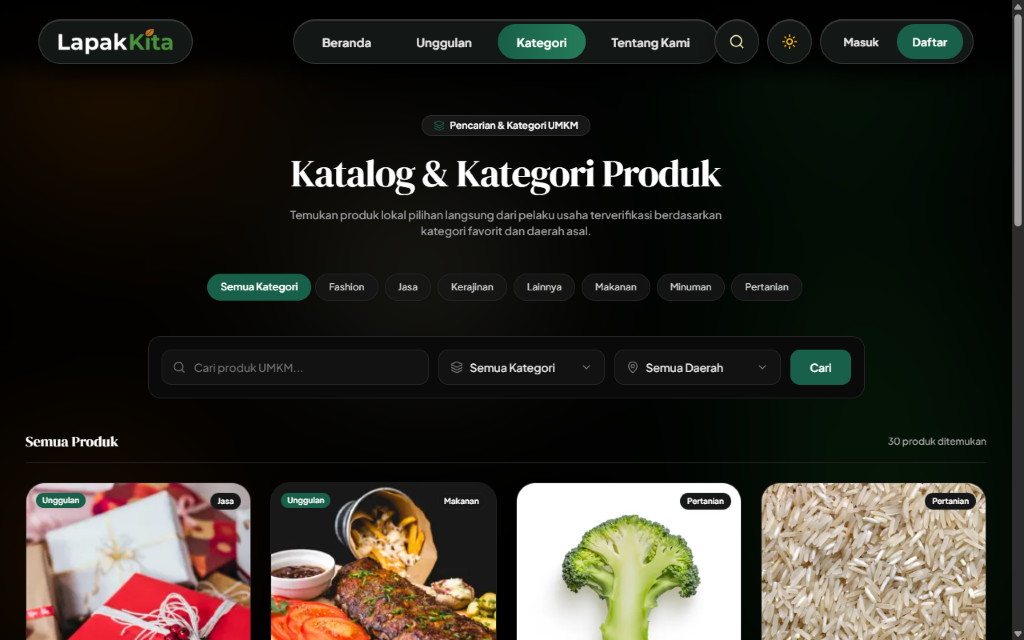 LapakKita
Beranda
Unggulan
Kategori
Tentang Kami
Masuk
Daftar
Pencarian & Kategori UMKM
Katalog & Kategori Produk
Temukan produk lokal pilihan langsung dari pelaku usaha terverifikasi berdasarkan
kategori favorit dan daerah asal.
Semua Kategori
Fashion
Jasa
Kerajinan
Lainnya
Makanan
Minuman
Pertanian
Cari produk UMKM...
Semua Kategori
Semua Daerah
Cari
Semua Produk
30 produk ditemukan
Unggulan
Jasa
Unggulan
Makanan
Pertanian
Pertanian